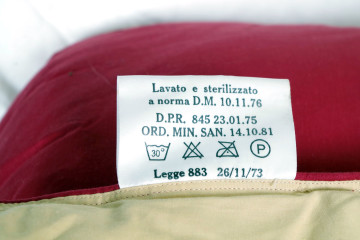 Lavato e sterilizzato
a norma D.M. 10.11.76
D.P.R. 845 23.01.75
ORD. MIN. SAN. 14.10.81
30° P
Legge 883 26/11/73